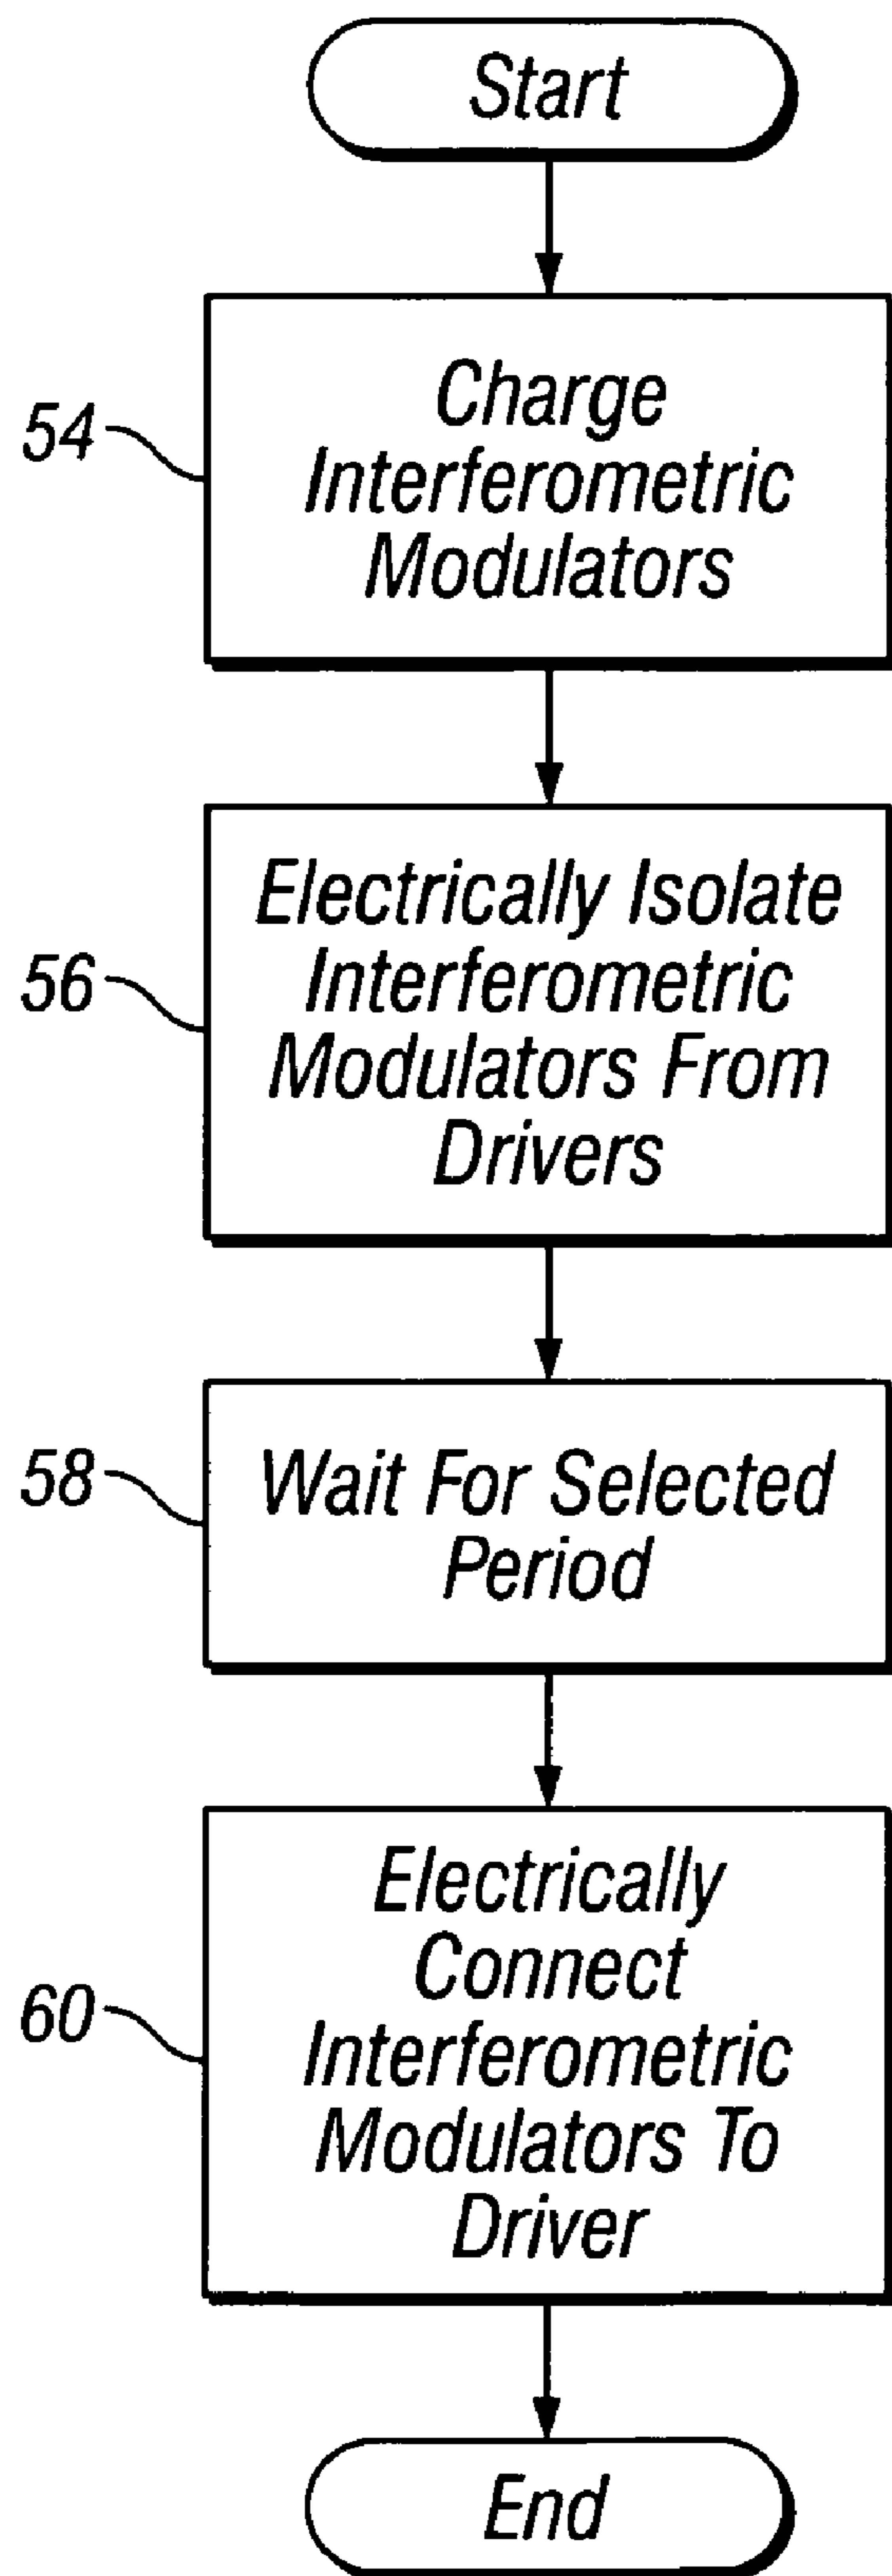 Start
54
Charge
Interferometric
Modulators
56
Electrically Isolate
Interferometric
Modulators From
Drivers
58
Wait For Selected
Period
60
Electrically
Connect
Interferometric
Modulators To
Driver
End